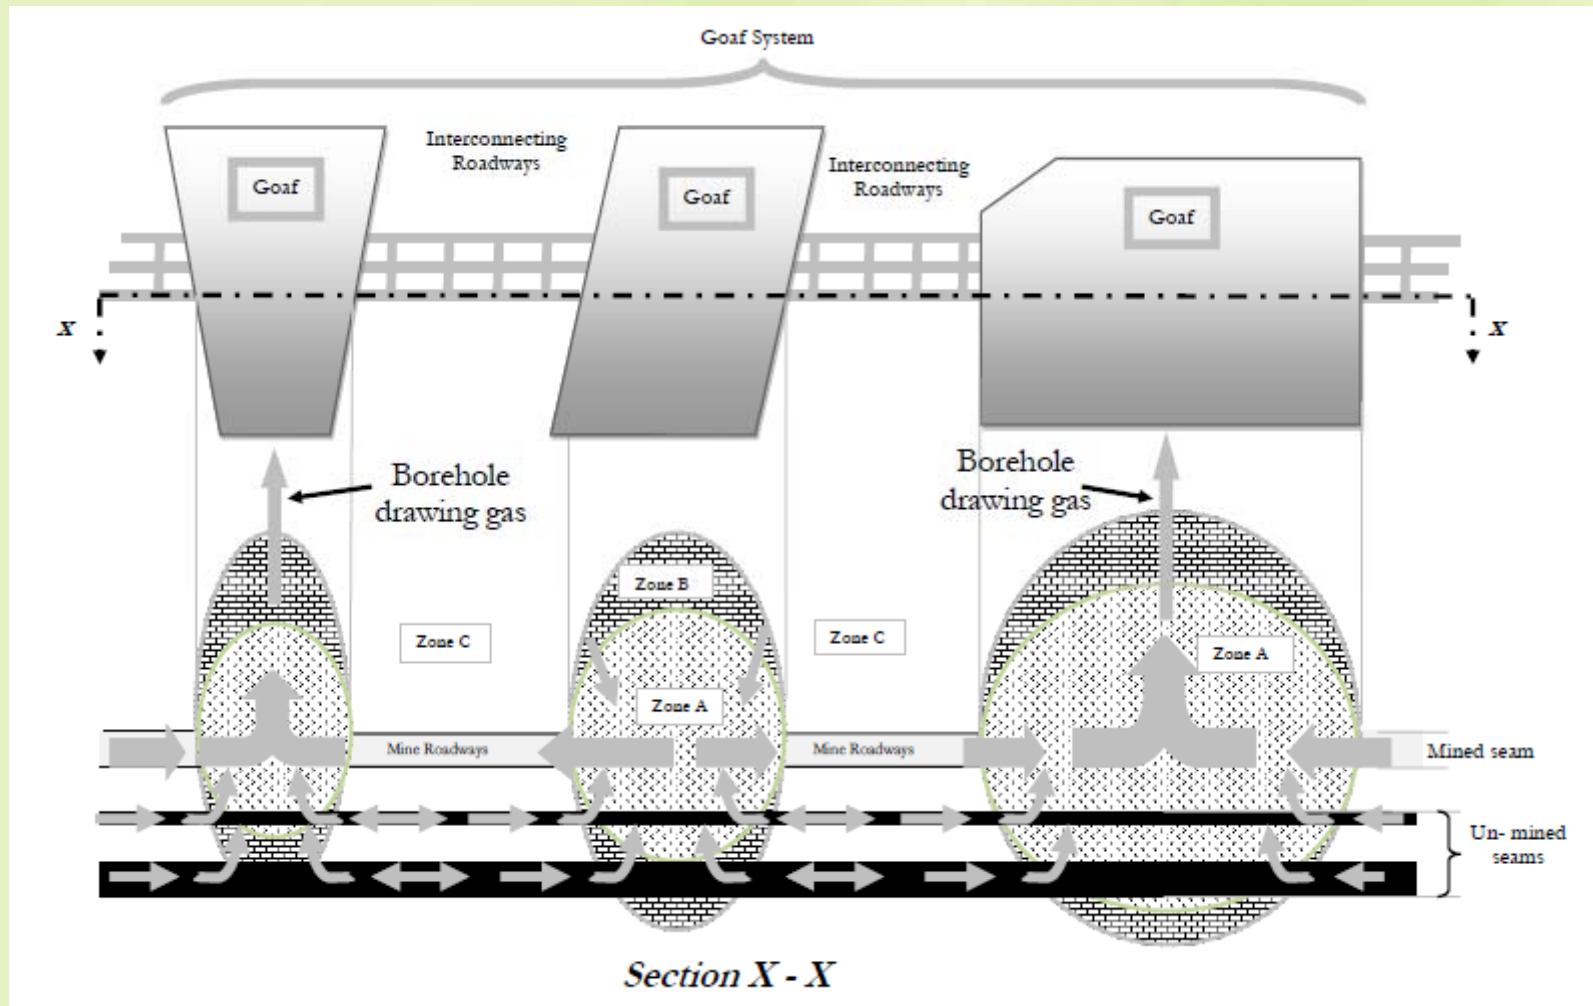 Goaf System
Interconnecting
Roadways
Interconnecting
Roadways
Goaf
Goaf
Goaf
X
X
Borehole
drawing gas
Borehole
drawing gas
Zone B
Zone C
Zone C
Zone A
Zone A
Mine Roadways
Mine Roadways
Mined seam
Un- mined
seams
Section X - X